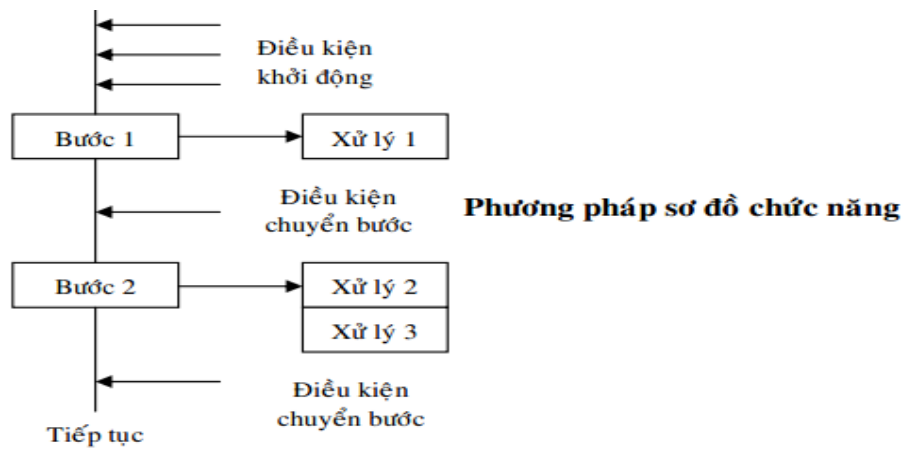 Điều kiện
khởi động
Bước 1
Xử lý 1
Điều kiện
chuyển bước
Phương pháp sơ đồ chức năng
Bước 2
Xử lý 2
Xử lý 3
Điều kiện
chuyển bước
Tiếp tục